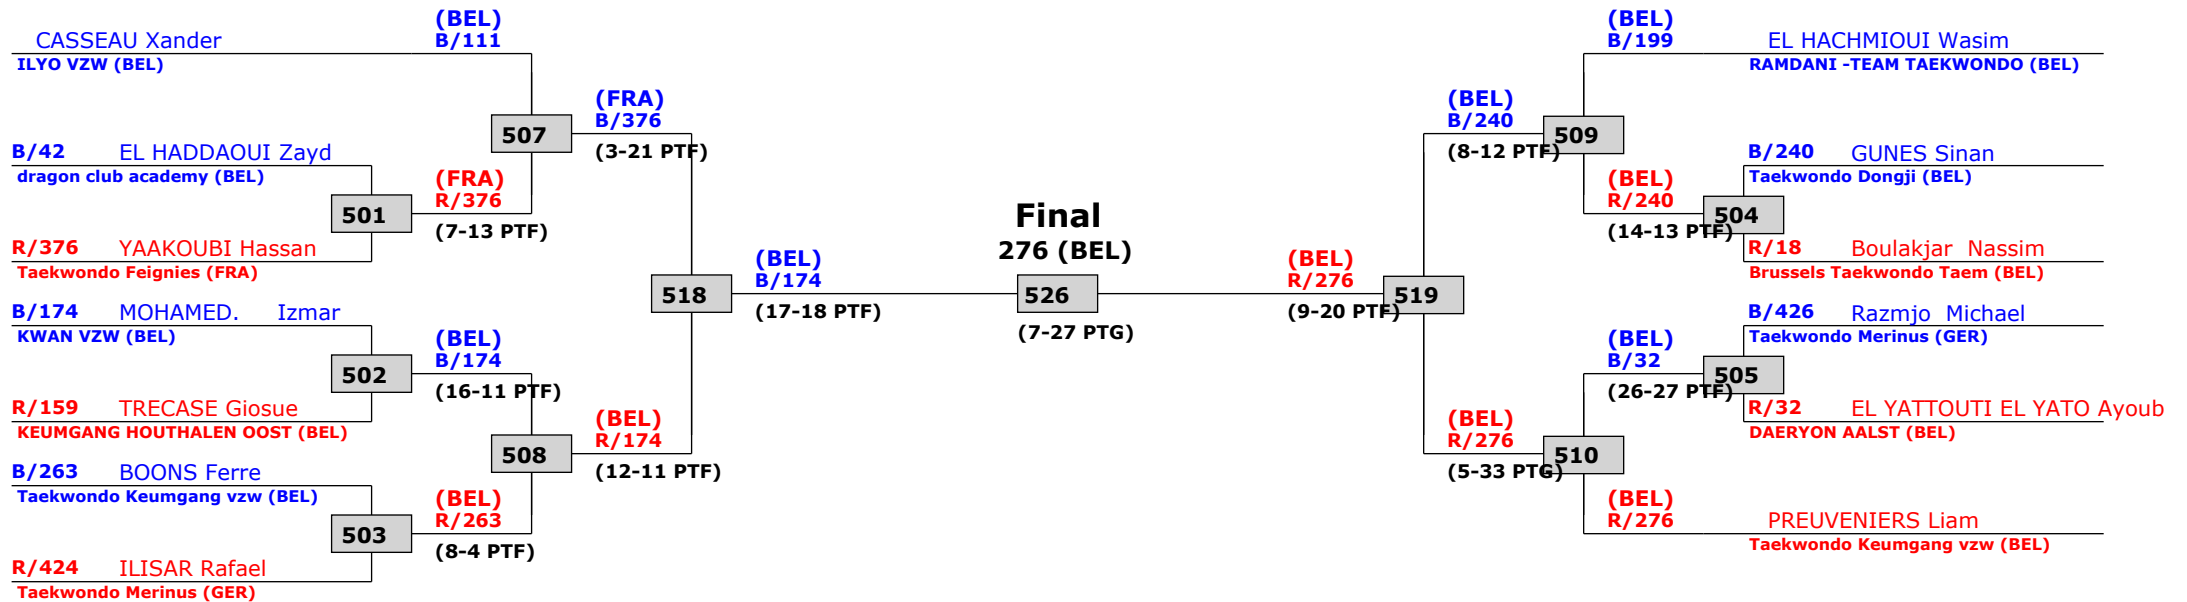 CASSEAU Xander
ILYO VZW (BEL)
B/42 EL HADDAOUI Zayd
dragon club academy (BEL)
R/376 YAAKOUBI Hassan
Taekwondo Feignies (FRA)
B/174 MOHAMED. Izmar
KWAN VZW (BEL)
R/159 TRECASE Giosue
KEUMGANG HOUTHALEN OOST (BEL)
B/263 BOONS Ferre
Taekwondo Keumgang vzw (BEL)
R/424 ILISAR Rafael
Taekwondo Merinus (GER)
501
502
503
(BEL)
B/111
(FRA)
R/376
(7-13 PTF)
(BEL)
B/174
(16-11 PTF)
(BEL)
R/263
(8-4 PTF)
507
508
(FRA)
B/376
(3-21 PTF)
(BEL)
R/174
(12-11 PTF)
518
(BEL)
B/174
(17-18 PTF)
Final
276 (BEL)
526
(7-27 PTG)
(BEL)
R/276
(9-20 PTF)
519
(BEL)
B/240
(8-12 PTF)
(BEL)
R/276
(5-33 PTG)
509
510
(BEL)
B/199
(BEL)
R/240
(14-13 PTF)
(BEL)
B/32
(26-27 PTF)
(BEL)
R/276
504
505
EL HACHMIOUI Wasim
RAMDANI -TEAM TAEKWONDO (BEL)
B/240 GUNES Sinan
Taekwondo Dongji (BEL)
R/18 Boulakjar Nassim
Brussels Taekwondo Taem (BEL)
B/426 Razmjo Michael
Taekwondo Merinus (GER)
R/32 EL YATTOUTI EL YATO Ayoub
DAERYON AALST (BEL)
PREUVENIERS Liam
Taekwondo Keumgang vzw (BEL)